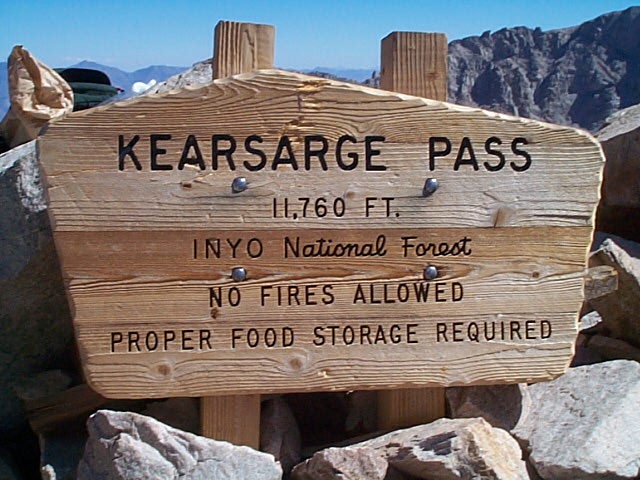 KEARSARGE PASS
11,760 FT.
INYO National Forest
NO FIRES ALLOWED
PROPER FOOD STORAGE REQUIRED